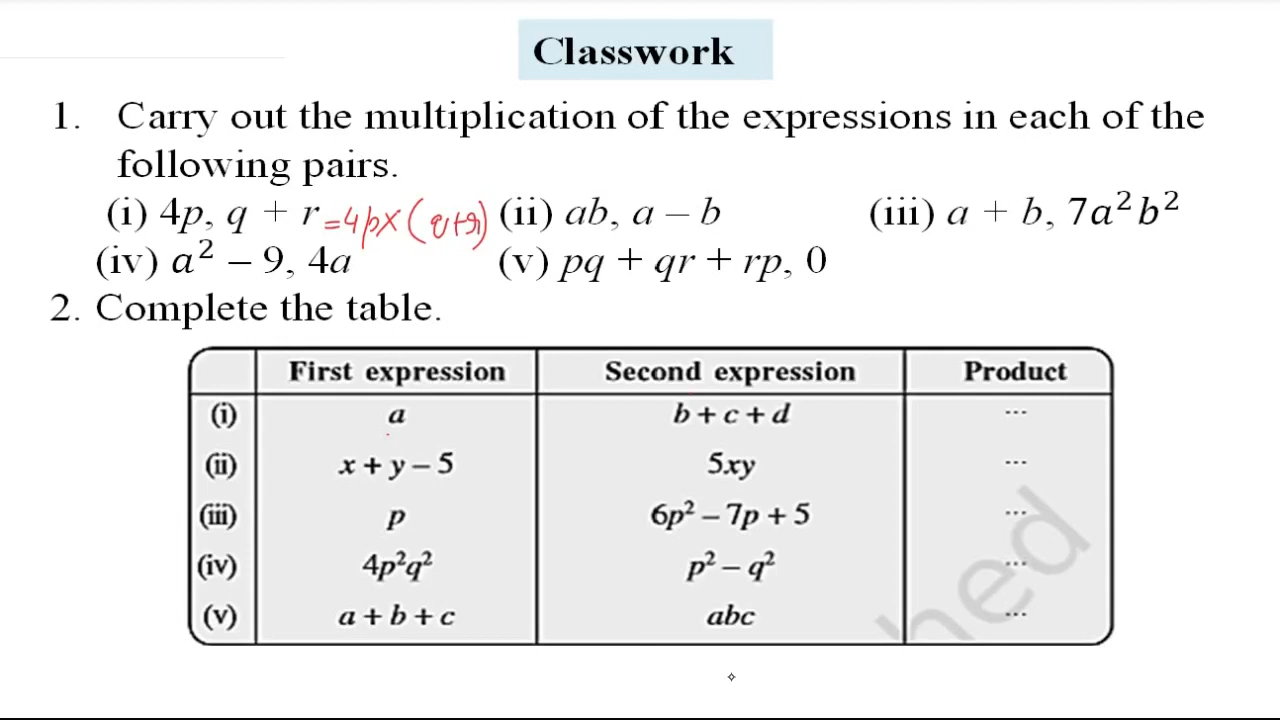 Classwork
1. Carry out the multiplication of the expressions in each of the
following pairs.
(i) 4p, q + r =4p×(q+r) (ii) ab, a – b (iii) a + b, 7a²b²
(iv) a² – 9, 4a (v) pq + qr + rp, 0
2. Complete the table.
First expression Second expression Product
(i) a b + c + d ...
(ii) x + y – 5 5xy ...
(iii) p 6p² – 7p + 5 ...
(iv) 4p²q² p² – q² ...
(v) a + b + c abc ...
hed